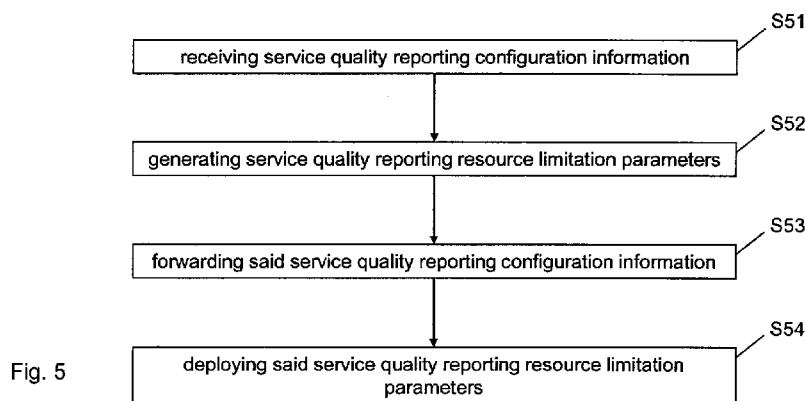 S51
receiving service quality reporting configuration information
S52
generating service quality reporting resource limitation parameters
S53
forwarding said service quality reporting configuration information
S54
deploying said service quality reporting resource limitation
parameters
Fig. 5